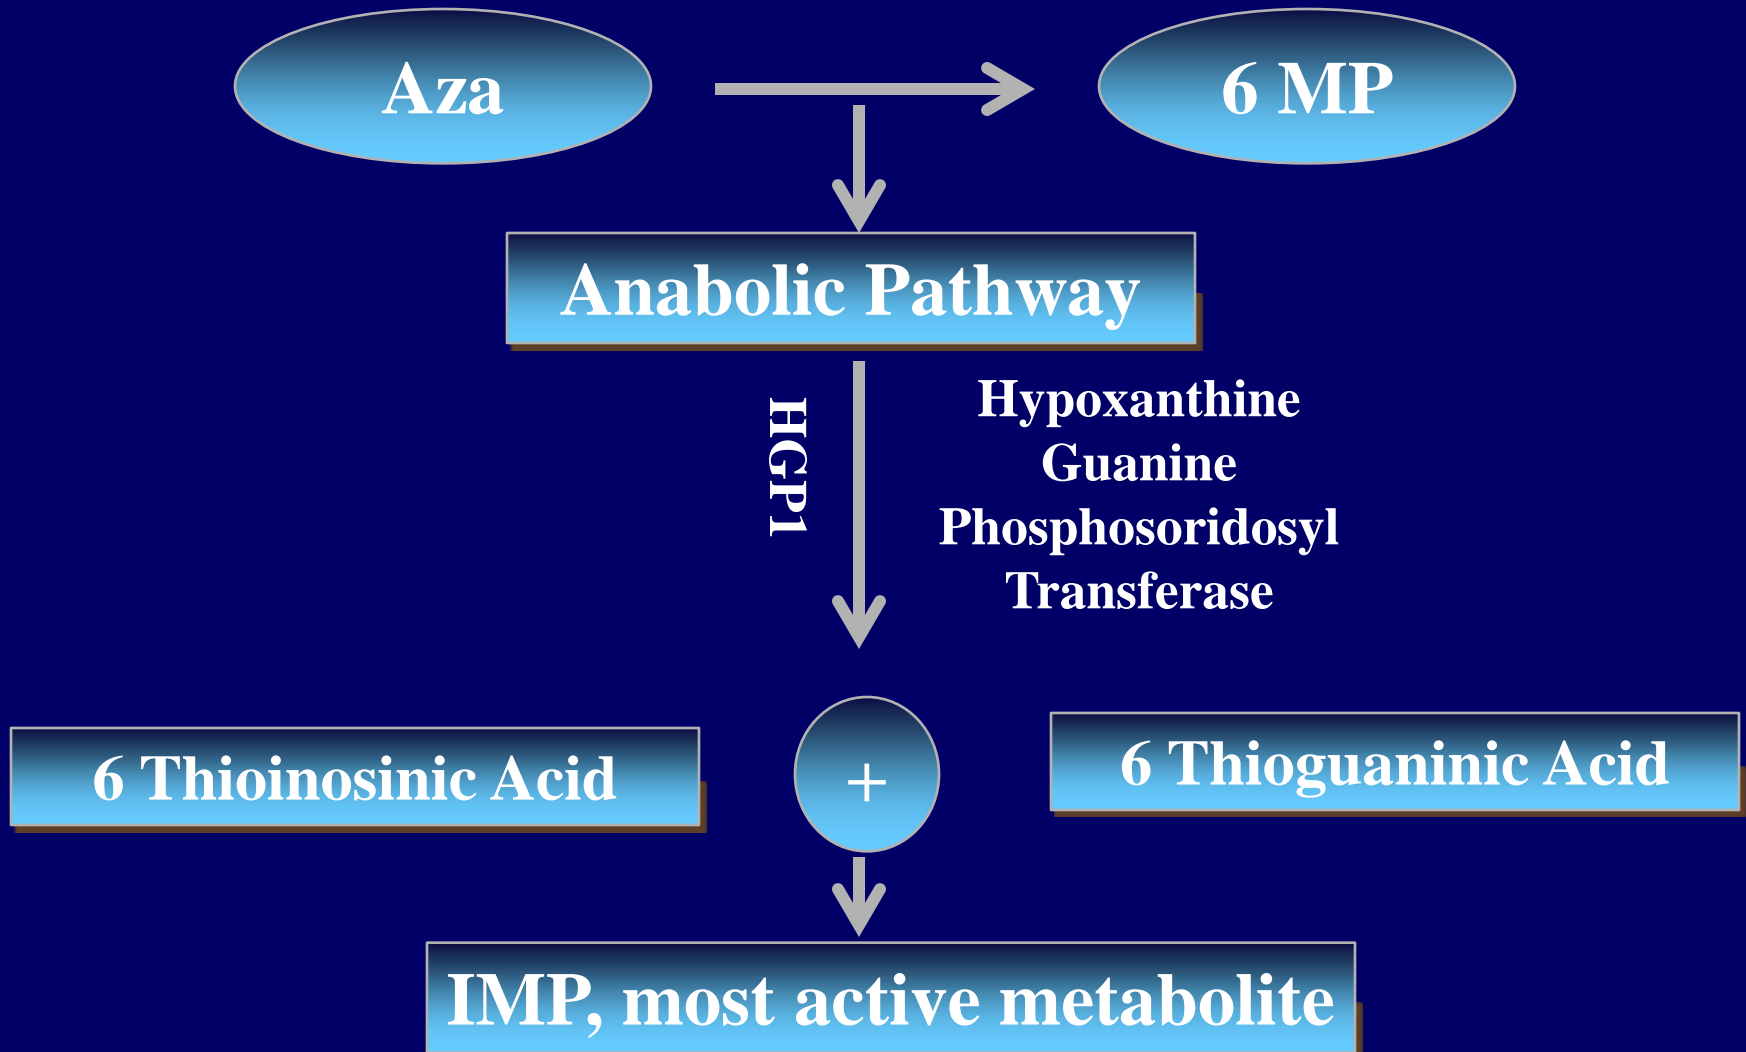 Aza
6 MP
Anabolic Pathway
HGP1
Hypoxanthine
Guanine
Phosphosoridosyl
Transferase
6 Thioinosinic Acid
+
6 Thioguaninic Acid
IMP, most active metabolite